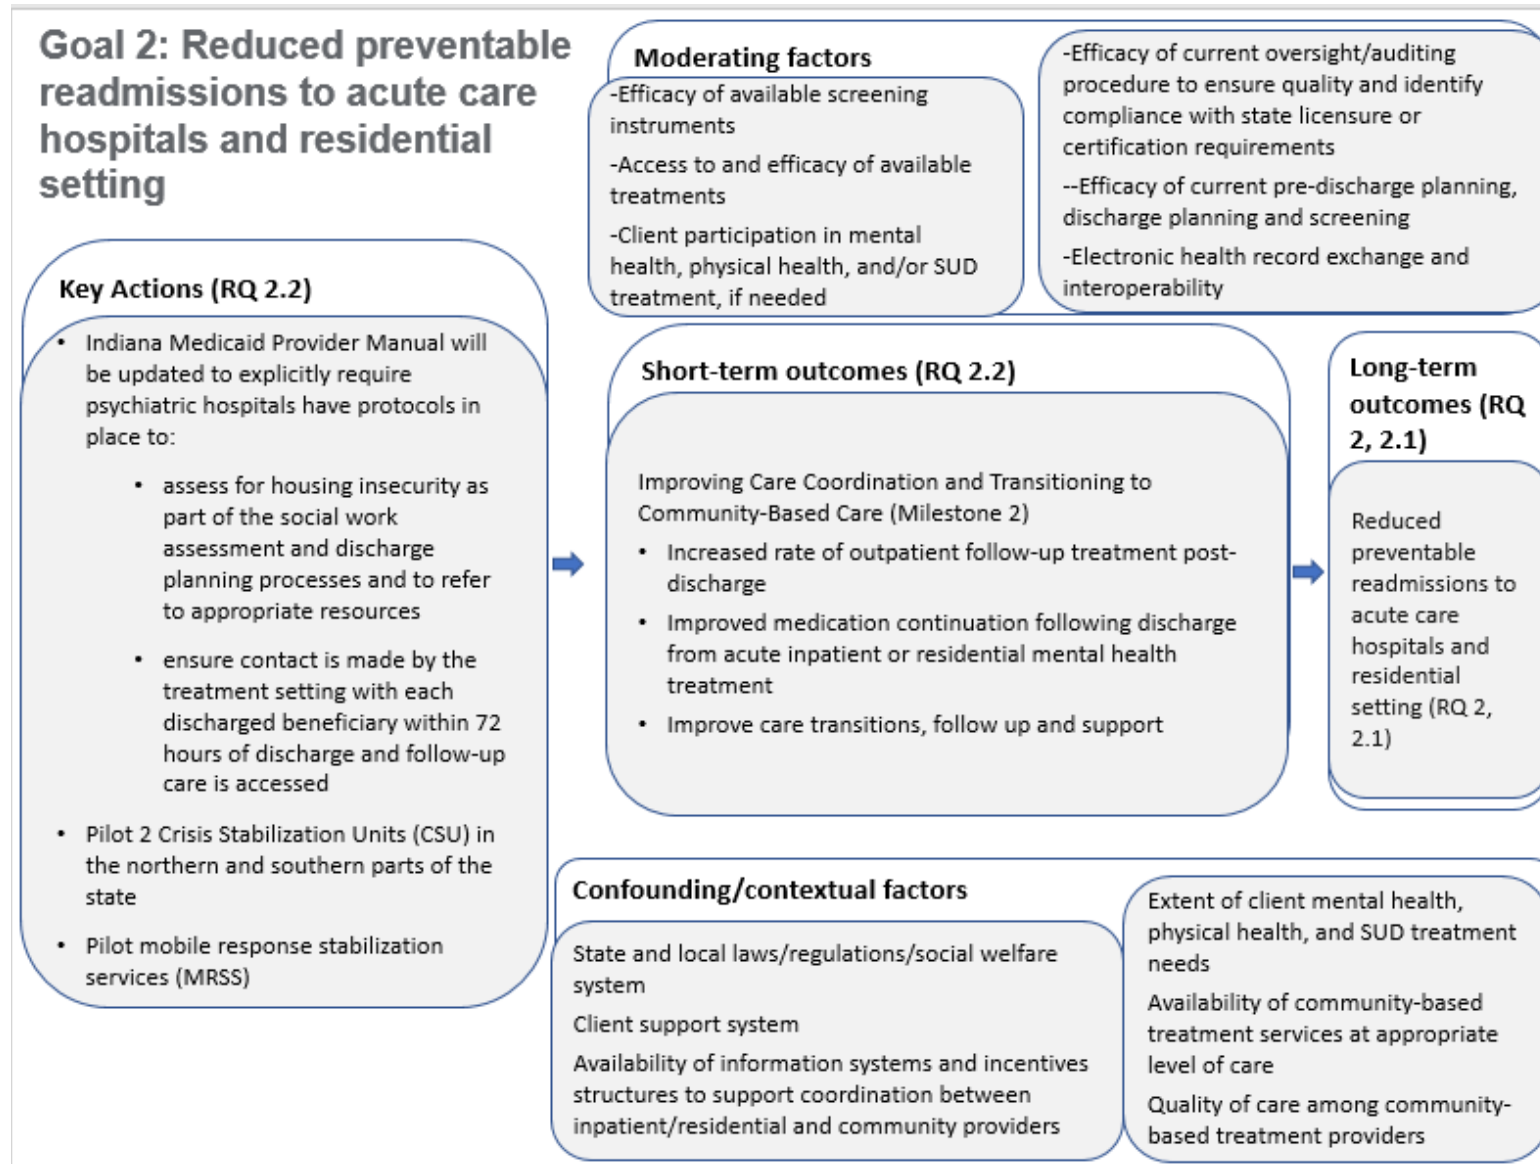 Goal 2: Reduced preventable
readmissions to acute care
hospitals and residential
setting
Moderating factors
-Efficacy of available screening
instruments
-Access to and efficacy of available
treatments
-Client participation in mental
health, physical health, and/or SUD
treatment, if needed
-Efficacy of current oversight/auditing
procedure to ensure quality and identify
compliance with state licensure or
certification requirements
--Efficacy of current pre-discharge planning,
discharge planning and screening
-Electronic health record exchange and
interoperability
Key Actions (RQ 2.2)
• Indiana Medicaid Provider Manual will
be updated to explicitly require
psychiatric hospitals have protocols in
place to:
• assess for housing insecurity as
part of the social work
assessment and discharge
planning processes and to refer
to appropriate resources
• ensure contact is made by the
treatment setting with each
discharged beneficiary within 72
hours of discharge and follow-up
care is accessed
• Pilot 2 Crisis Stabilization Units (CSU) in
the northern and southern parts of the
state
• Pilot mobile response stabilization
services (MRSS)
Short-term outcomes (RQ 2.2)
Improving Care Coordination and Transitioning to
Community-Based Care (Milestone 2)
• Increased rate of outpatient follow-up treatment post-
discharge
• Improved medication continuation following discharge
from acute inpatient or residential mental health
treatment
• Improve care transitions, follow up and support
Long-term
outcomes (RQ
2, 2.1)
Reduced
preventable
readmissions to
acute care
hospitals and
residential
setting (RQ 2,
2.1)
Confounding/contextual factors
State and local laws/regulations/social welfare
system
Client support system
Availability of information systems and incentives
structures to support coordination between
inpatient/residential and community providers
Extent of client mental health,
physical health, and SUD treatment
needs
Availability of community-based
treatment services at appropriate
level of care
Quality of care among community-
based treatment providers